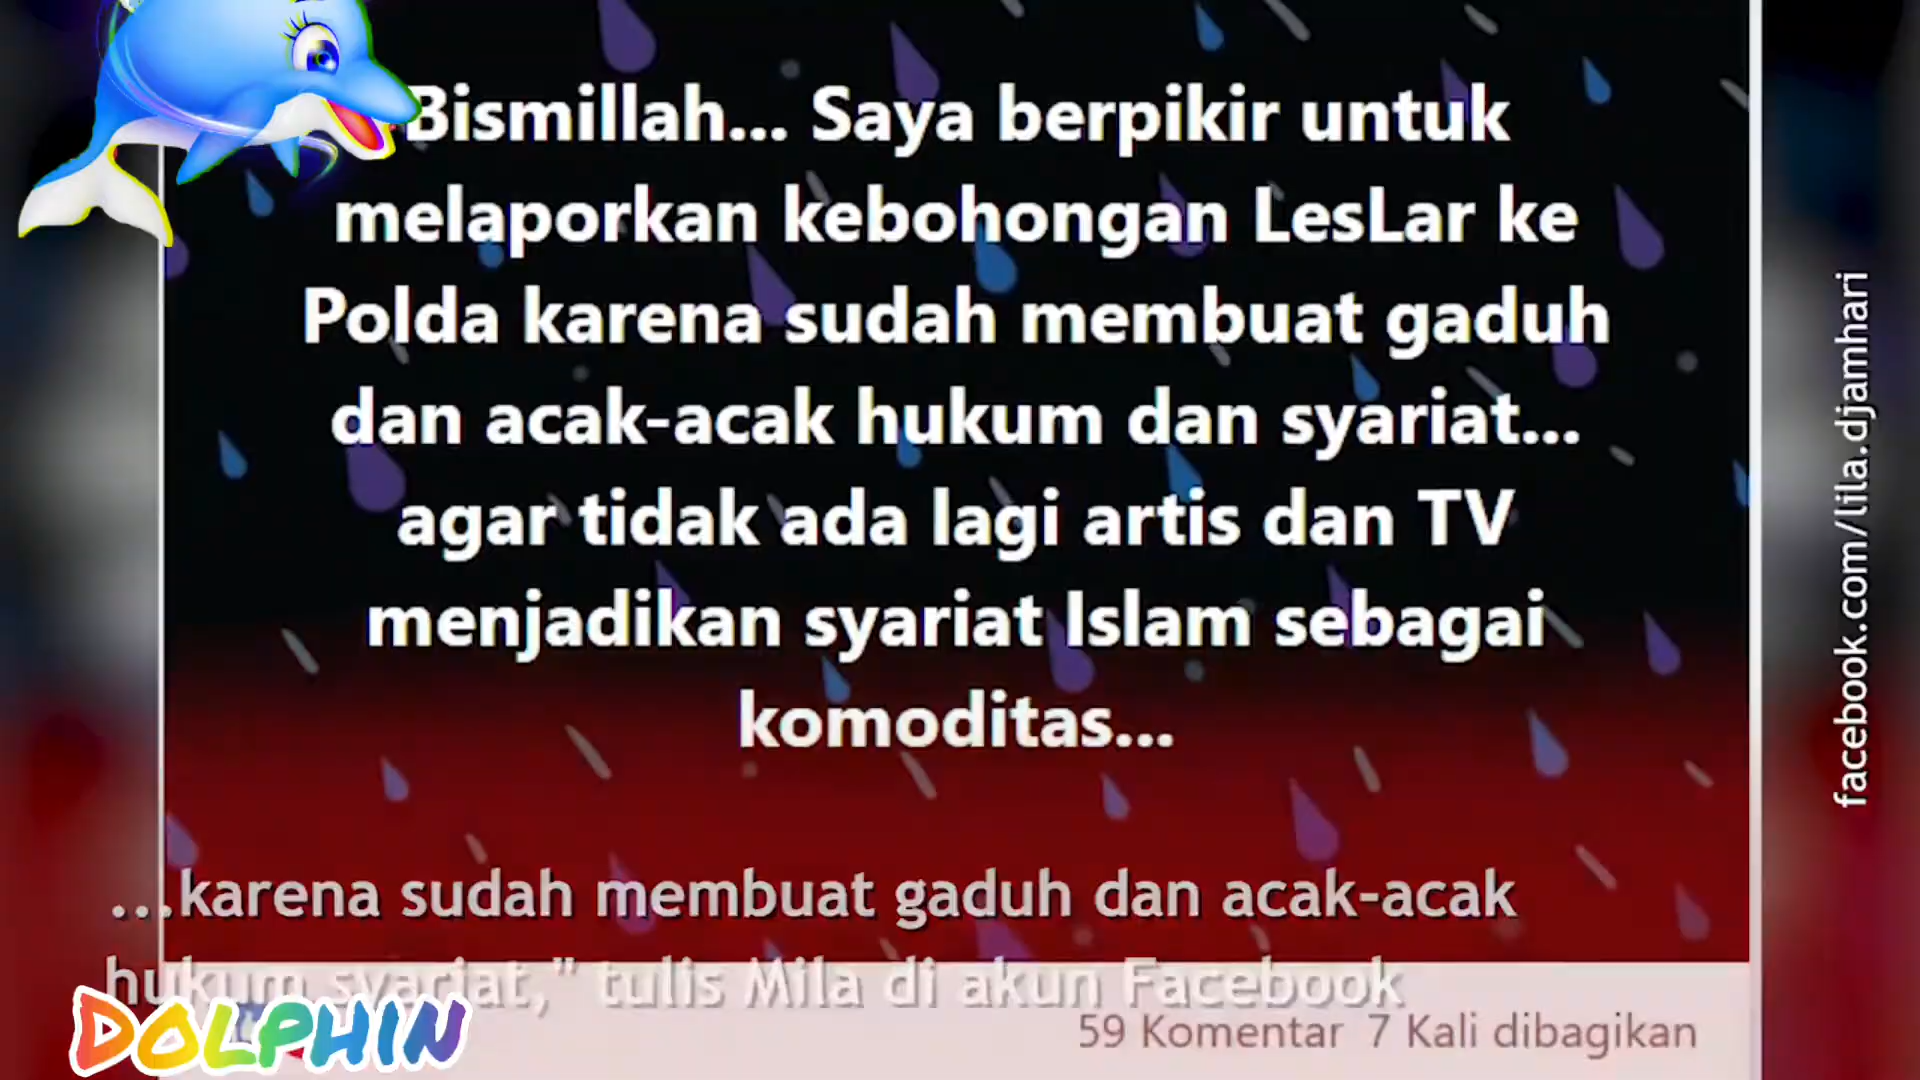 Bismillah... Saya berpikir untuk
melaporkan kebohongan LesLar ke
Polda karena sudah membuat gaduh
dan acak-acak hukum dan syariat...
agar tidak ada lagi artis dan TV
menjadikan syariat Islam sebagai
komoditas...
facebook.com/lila.djamhari
...karena sudah membuat gaduh dan acak-acak
hukum syariat," tulis Mila di akun Facebook
59 Komentar 7 Kali dibagikan
DOLPHIN